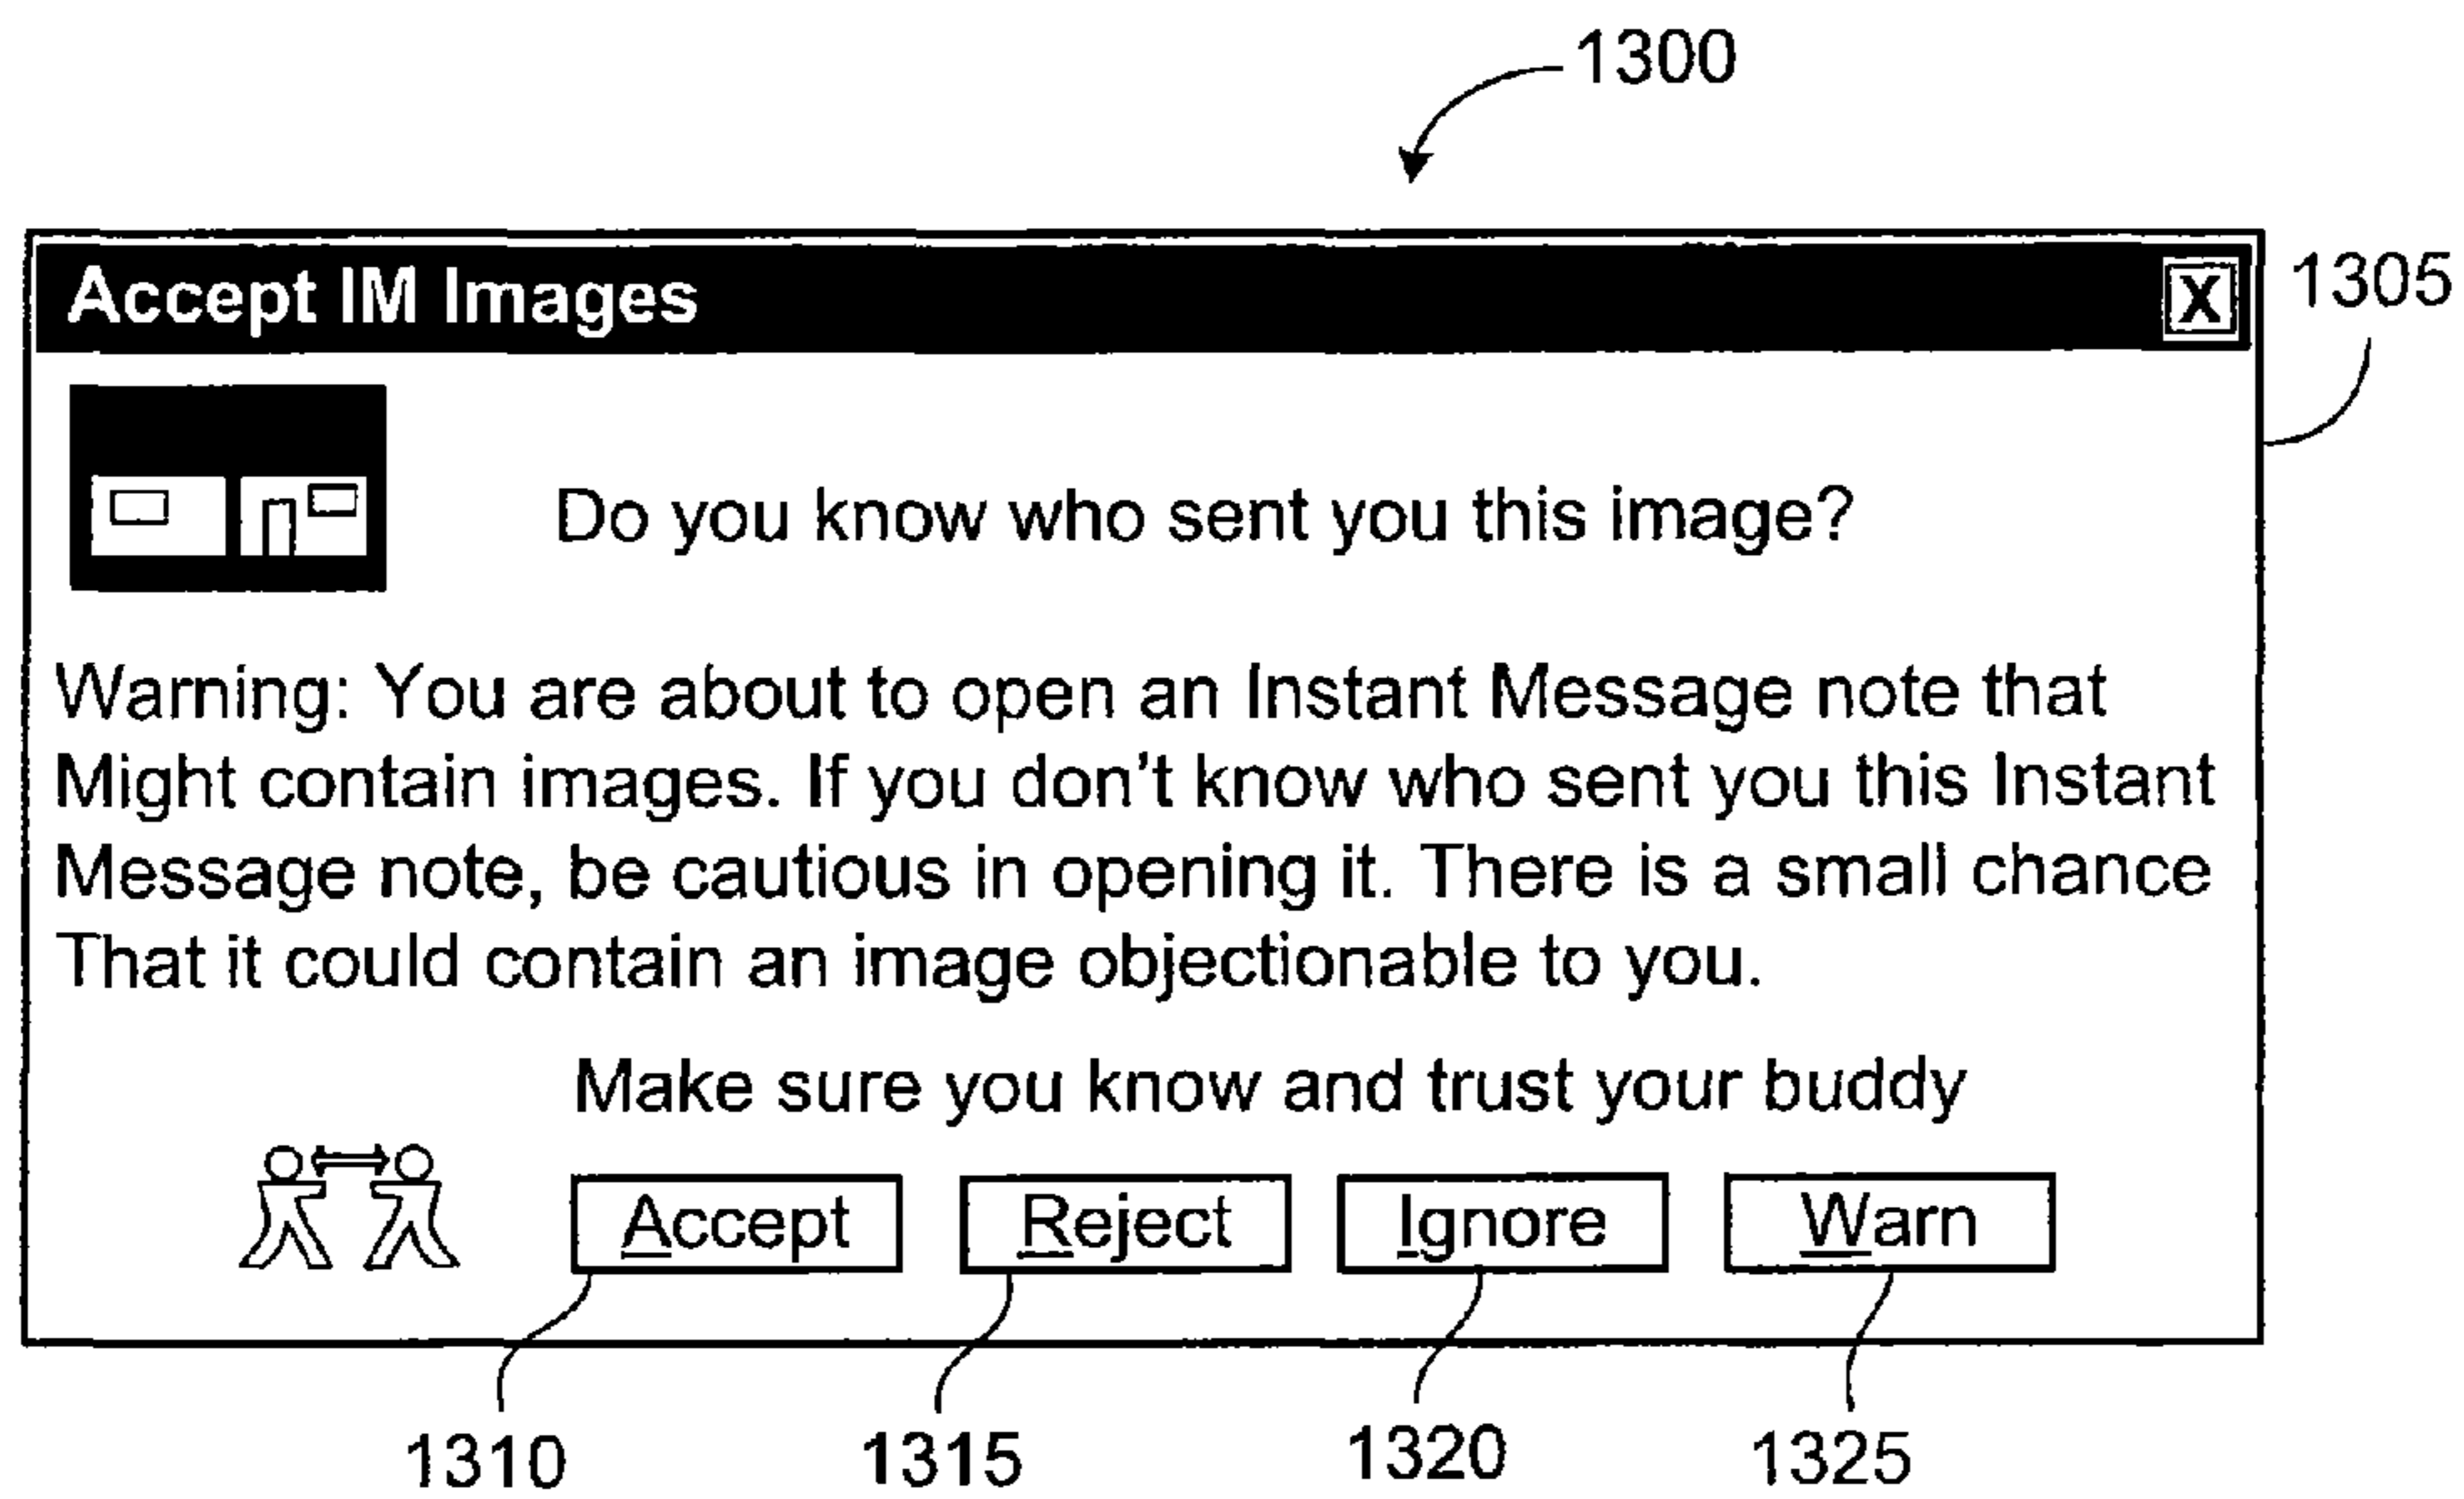 1300
Accept IM Images X
1305
Do you know who sent you this image?
Warning: You are about to open an Instant Message note that
Might contain images. If you don't know who sent you this Instant
Message note, be cautious in opening it. There is a small chance
That it could contain an image objectionable to you.
Make sure you know and trust your buddy
Accept Reject Ignore Warn
1310 1315 1320 1325